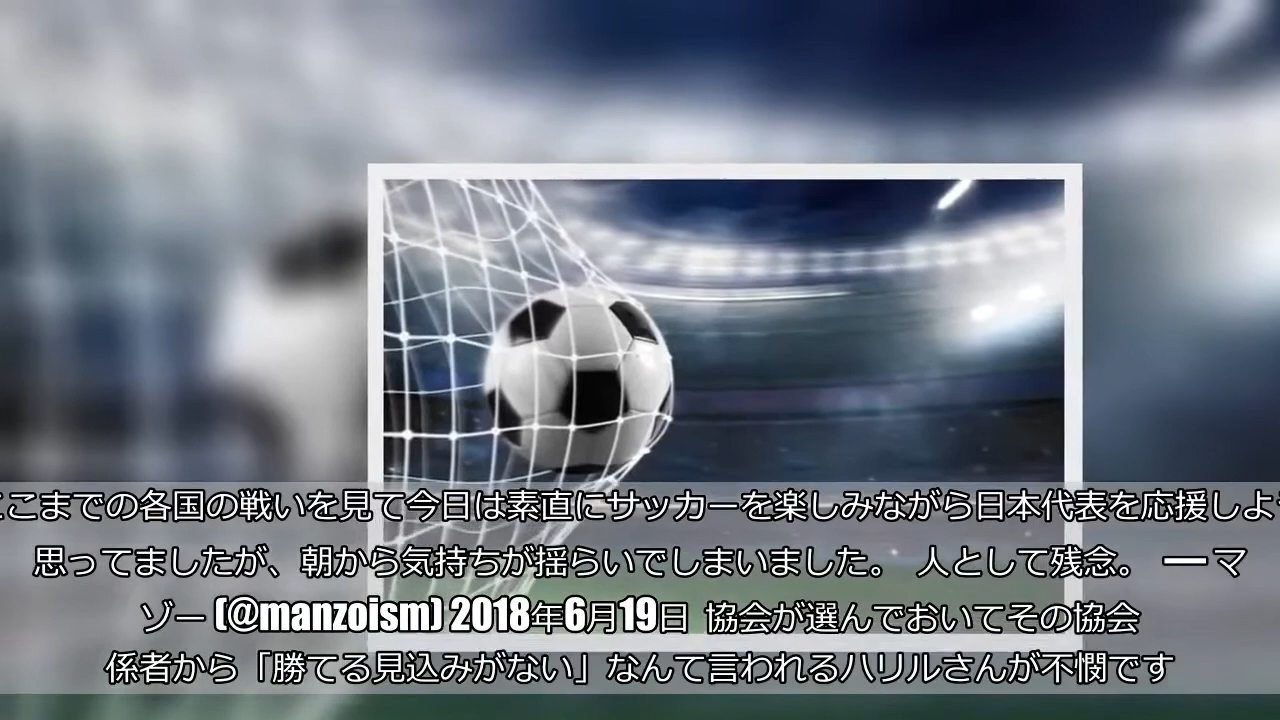 ここまでの各国の戦いを見て今日は素直にサッカーを楽しみながら日本代表を応援しよう
思ってましたが、朝から気持ちが揺らいでしまいました。 人として残念。 — マ
ゾー (@manzoism) 2018年6月19日 協会が選んでおいてその協会
係者から「勝てる見込みがない」なんて言われるハリルさんが不憫です